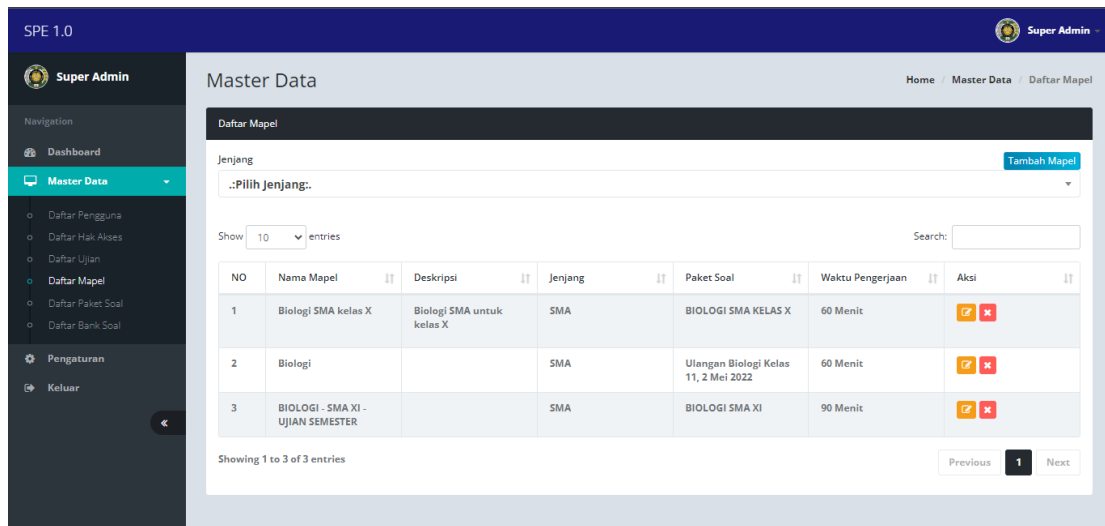 SPE 1.0
Super Admin
Super Admin
Master Data
Home / Master Data / Daftar Mapel
Navigation
Dashboard
Master Data
Daftar Pengguna
Daftar Hak Akses
Daftar Ujian
Daftar Mapel
Daftar Paket Soal
Daftar Bank Soal
Pengaturan
Keluar
Daftar Mapel
Jenjang
Tambah Mapel
.:Pilih Jenjang:.
Show 10 entries
Search:
NO Nama Mapel Deskripsi Jenjang Paket Soal Waktu Pengerjaan Aksi
1 Biologi SMA kelas X Biologi SMA untuk SMA BIOLOGI SMA KELAS X 60 Menit
kelas X
2 Biologi SMA Ulangan Biologi Kelas 60 Menit
11, 2 Mei 2022
3 BIOLOGI - SMA XI - SMA BIOLOGI SMA XI 90 Menit
UJIAN SEMESTER
Showing 1 to 3 of 3 entries
Previous 1 Next